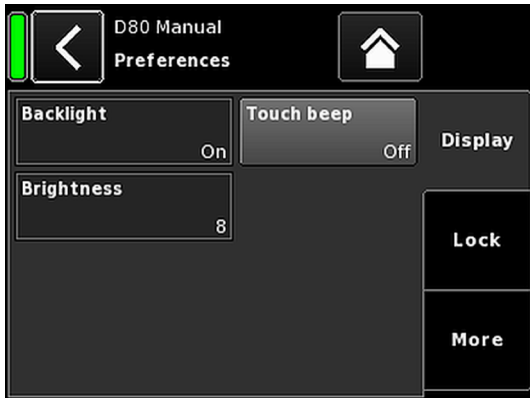 D80 Manual
Preferences
Backlight
On
Touch beep
Off
Brightness
8
Display
Lock
More